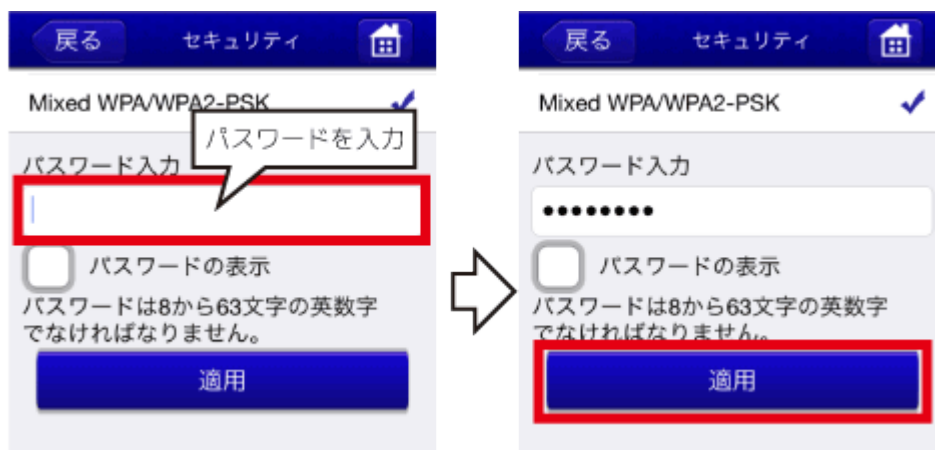 戻る
セキュリティ
Mixed WPA/WPA2-PSK
パスワードを入力
パスワード入力
パスワードの表示
パスワードは8から63文字の英数字
でなければなりません。
適用
戻る
セキュリティ
Mixed WPA/WPA2-PSK
パスワード入力
••••••••
パスワードの表示
パスワードは8から63文字の英数字
でなければなりません。
適用